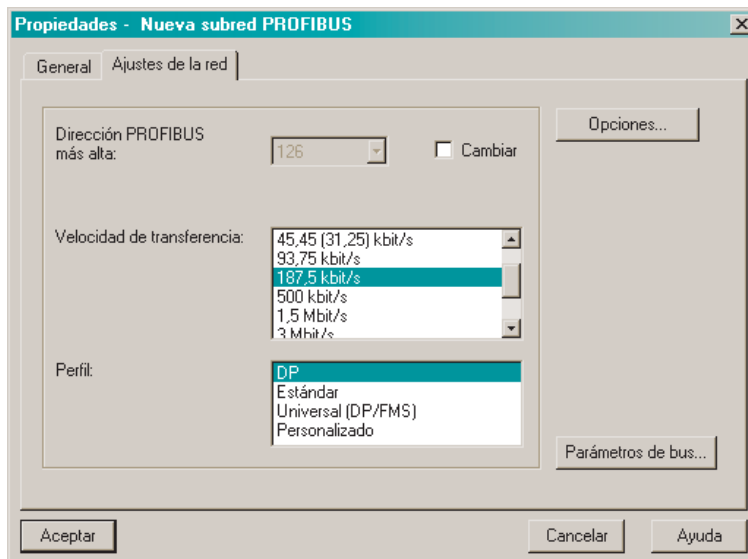 Propiedades - Nueva subred PROFIBUS
General
Ajustes de la red
Dirección PROFIBUS
más alta:
126
Cambiar
Opciones...
Velocidad de transferencia:
45,45 (31,25) kbit/s
93,75 kbit/s
187,5 kbit/s
500 kbit/s
1,5 Mbit/s
3 Mbit/s
Perfil:
DP
Estándar
Universal (DP/FMS)
Personalizado
Parámetros de bus...
Aceptar
Cancelar
Ayuda